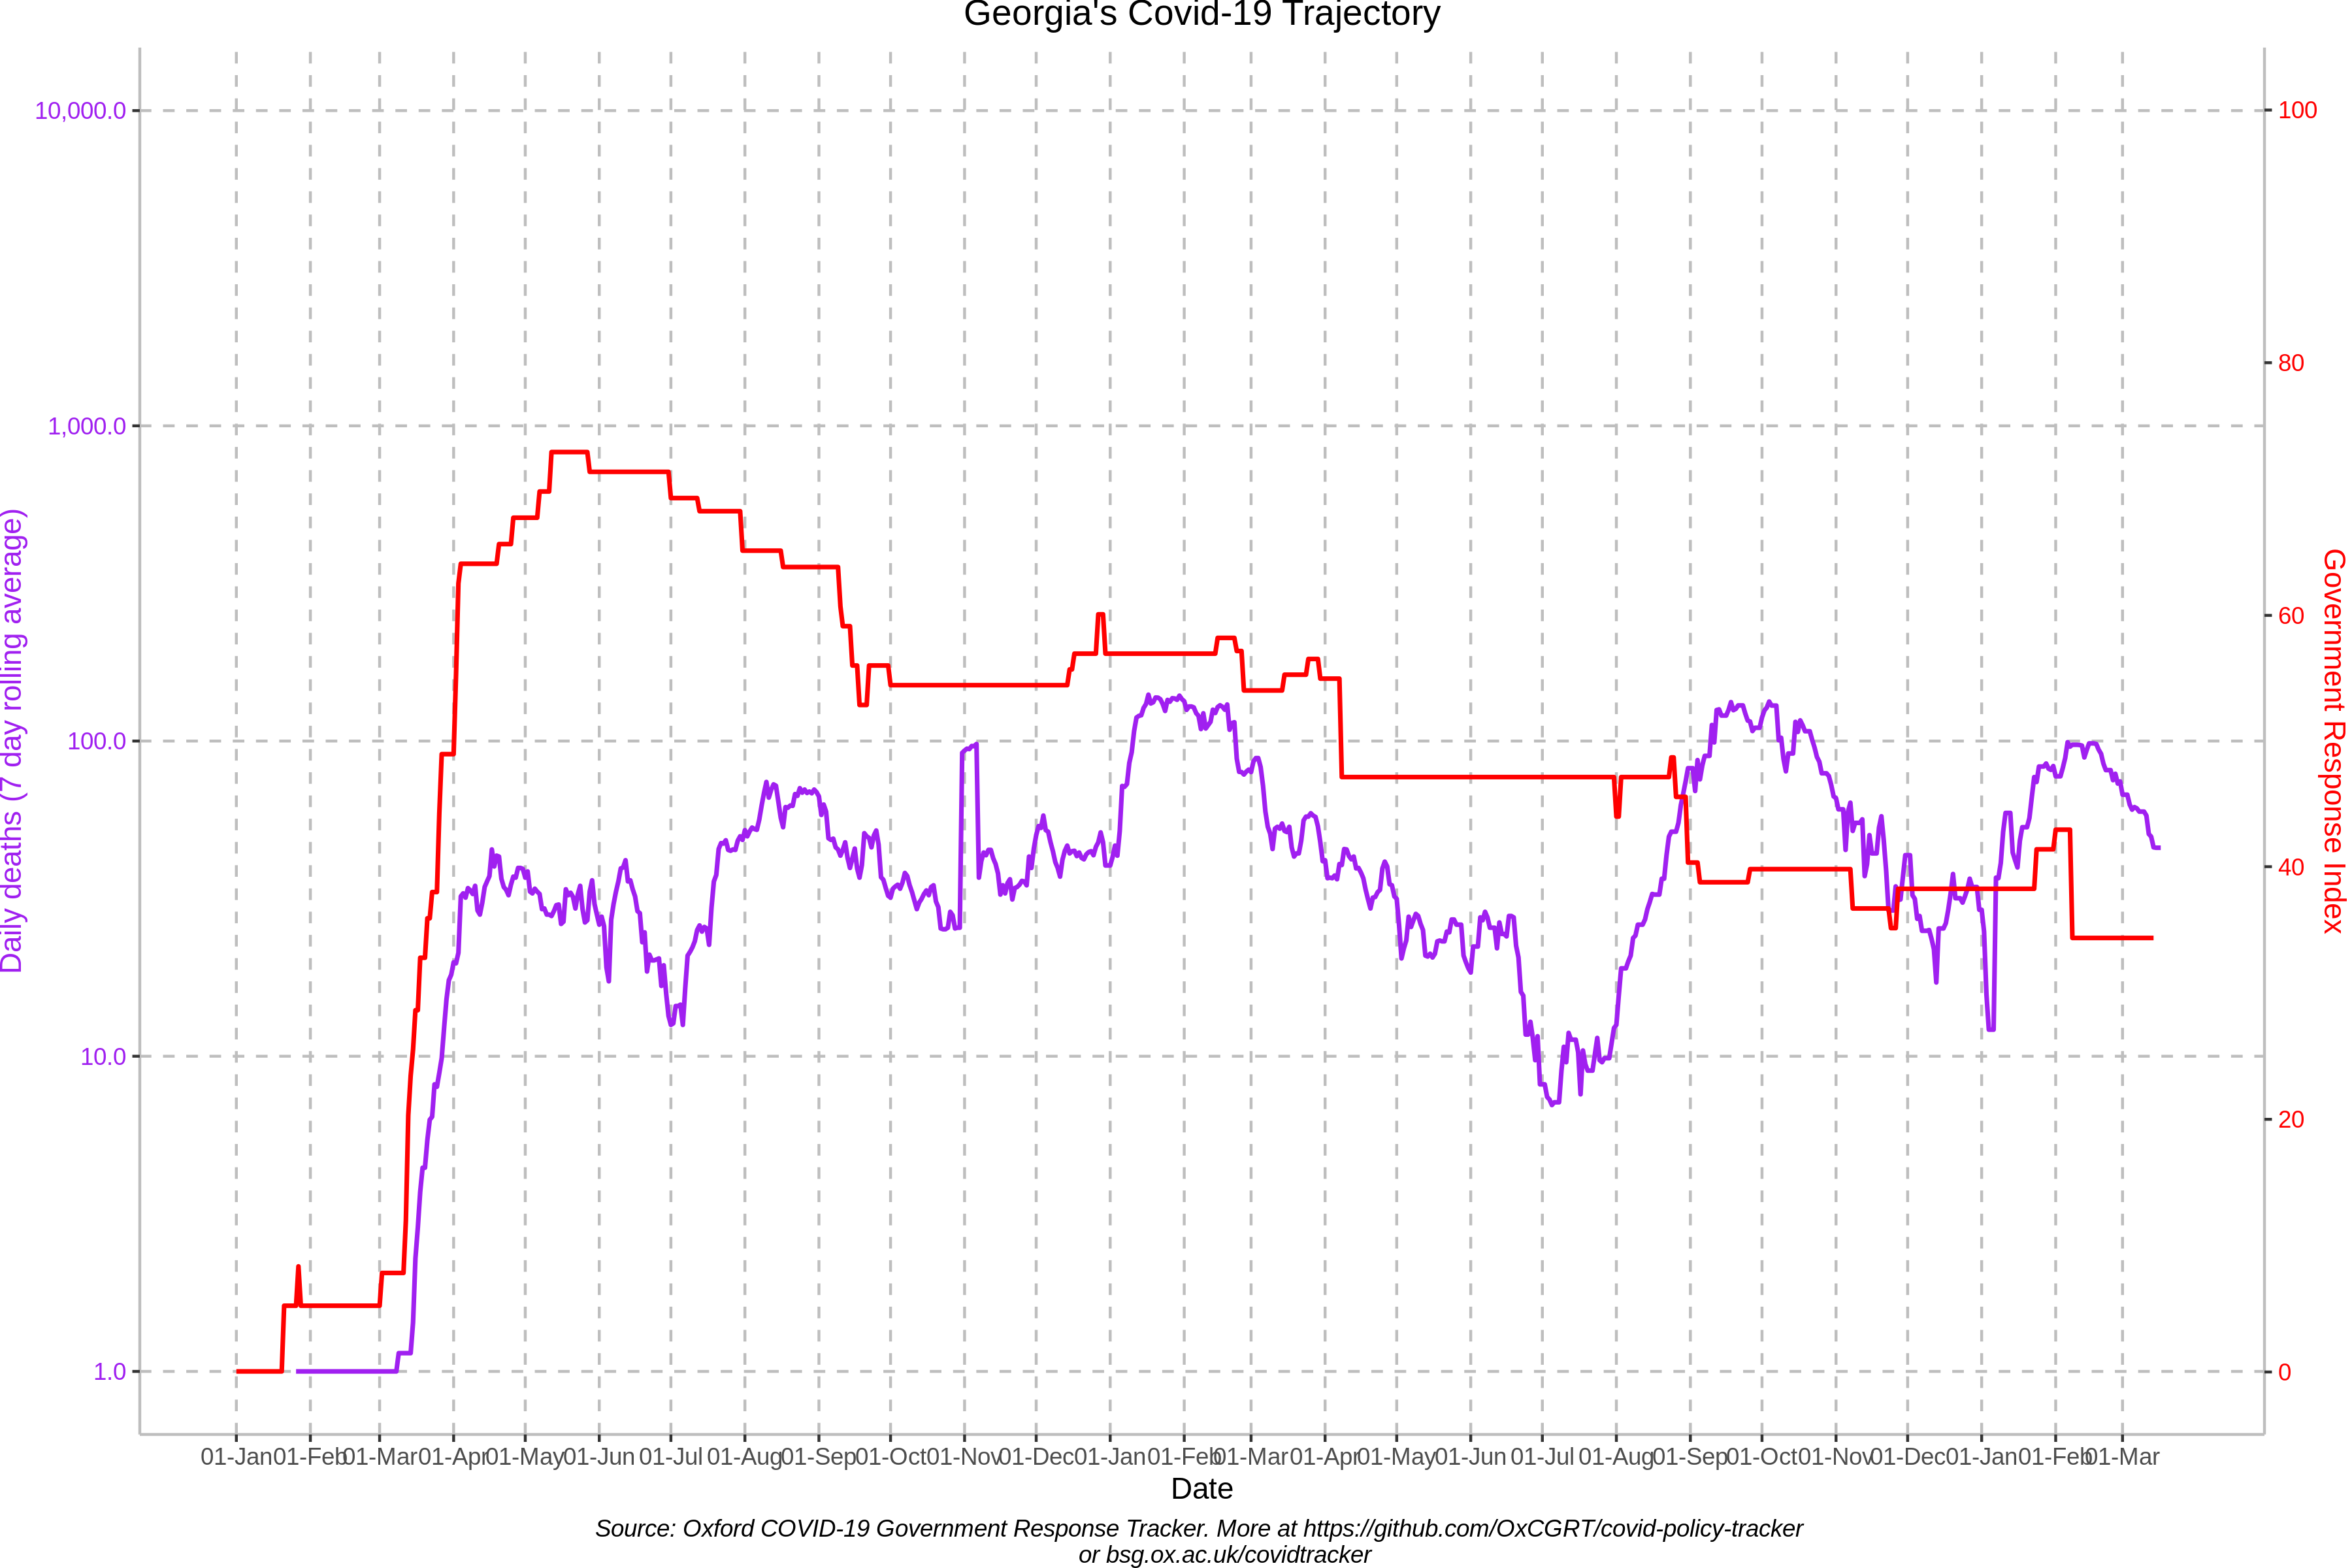 Georgia's Covid-19 Trajectory
10,000.0
1,000.0
100.0
10.0
1.0
Daily deaths (7 day rolling average)
100
80
60
40
20
0
Government Response Index
01-Jan 01-Feb 01-Mar 01-Apr 01-May 01-Jun 01-Jul 01-Aug 01-Sep 01-Oct 01-Nov 01-Dec 01-Jan 01-Feb 01-Mar 01-Apr 01-May 01-Jun 01-Jul 01-Aug 01-Sep 01-Oct 01-Nov 01-Dec 01-Jan 01-Feb 01-Mar
Date
Source: Oxford COVID-19 Government Response Tracker. More at https://github.com/OxCGRT/covid-policy-tracker
or bsg.ox.ac.uk/covidtracker